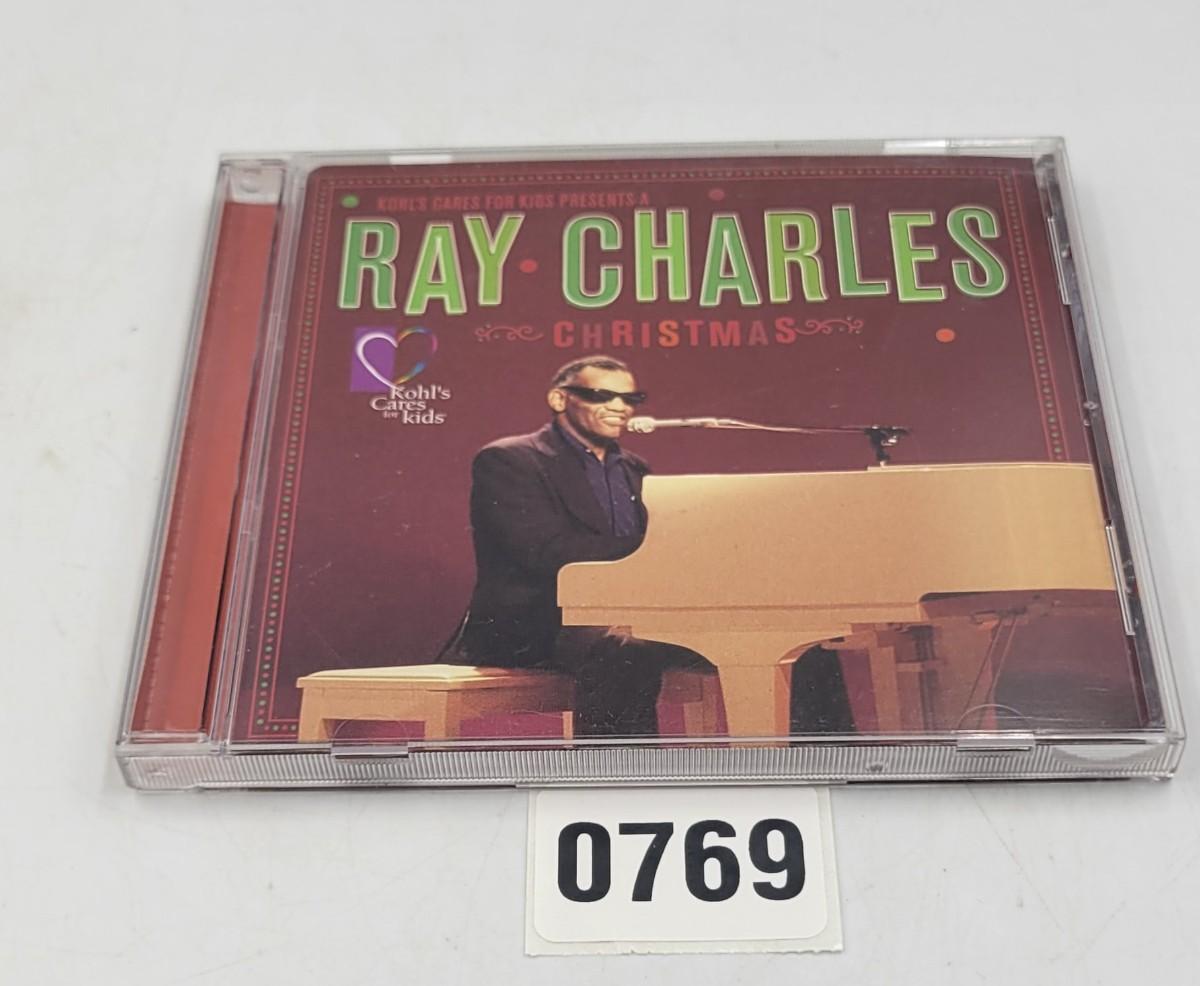 KOHL'S CARES FOR KIDS PRESENTS A
RAY CHARLES
CHRISTMAS
Kohl's
Cares
for kids
0769